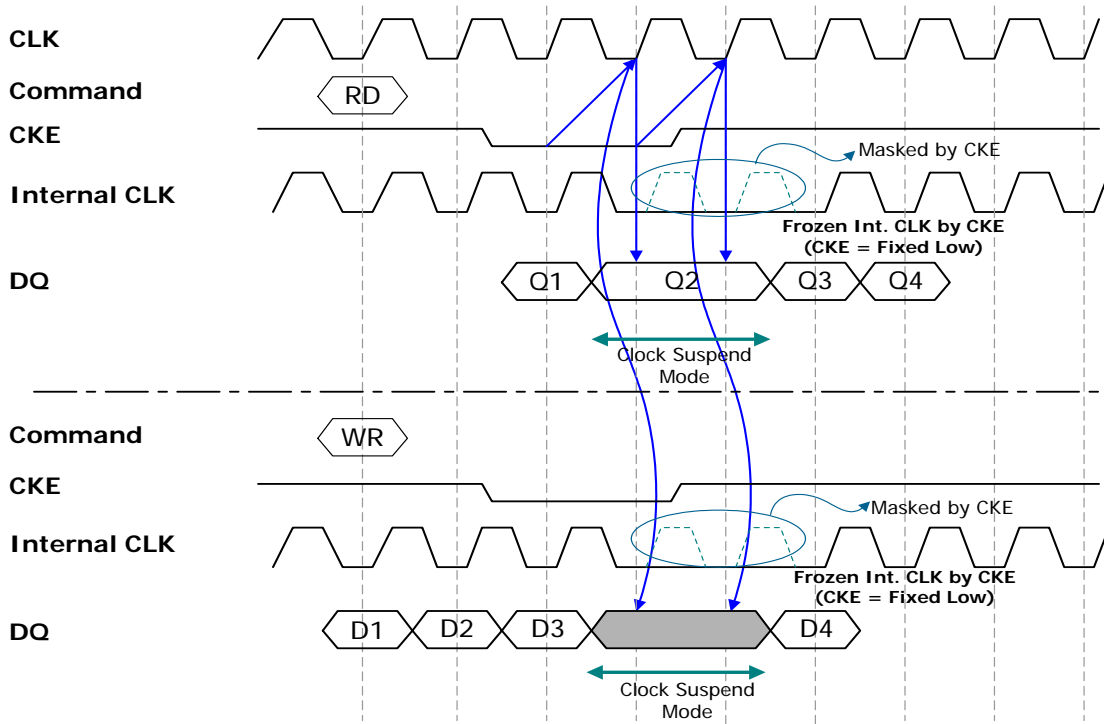 CLK
Command
RD
CKE
Masked by CKE
Internal CLK
Frozen Int. CLK by CKE
(CKE = Fixed Low)
DQ
Q1
Q2
Q3
Q4
Clock Suspend
Mode
Command
WR
CKE
Masked by CKE
Internal CLK
Frozen Int. CLK by CKE
(CKE = Fixed Low)
DQ
D1
D2
D3
D4
Clock Suspend
Mode